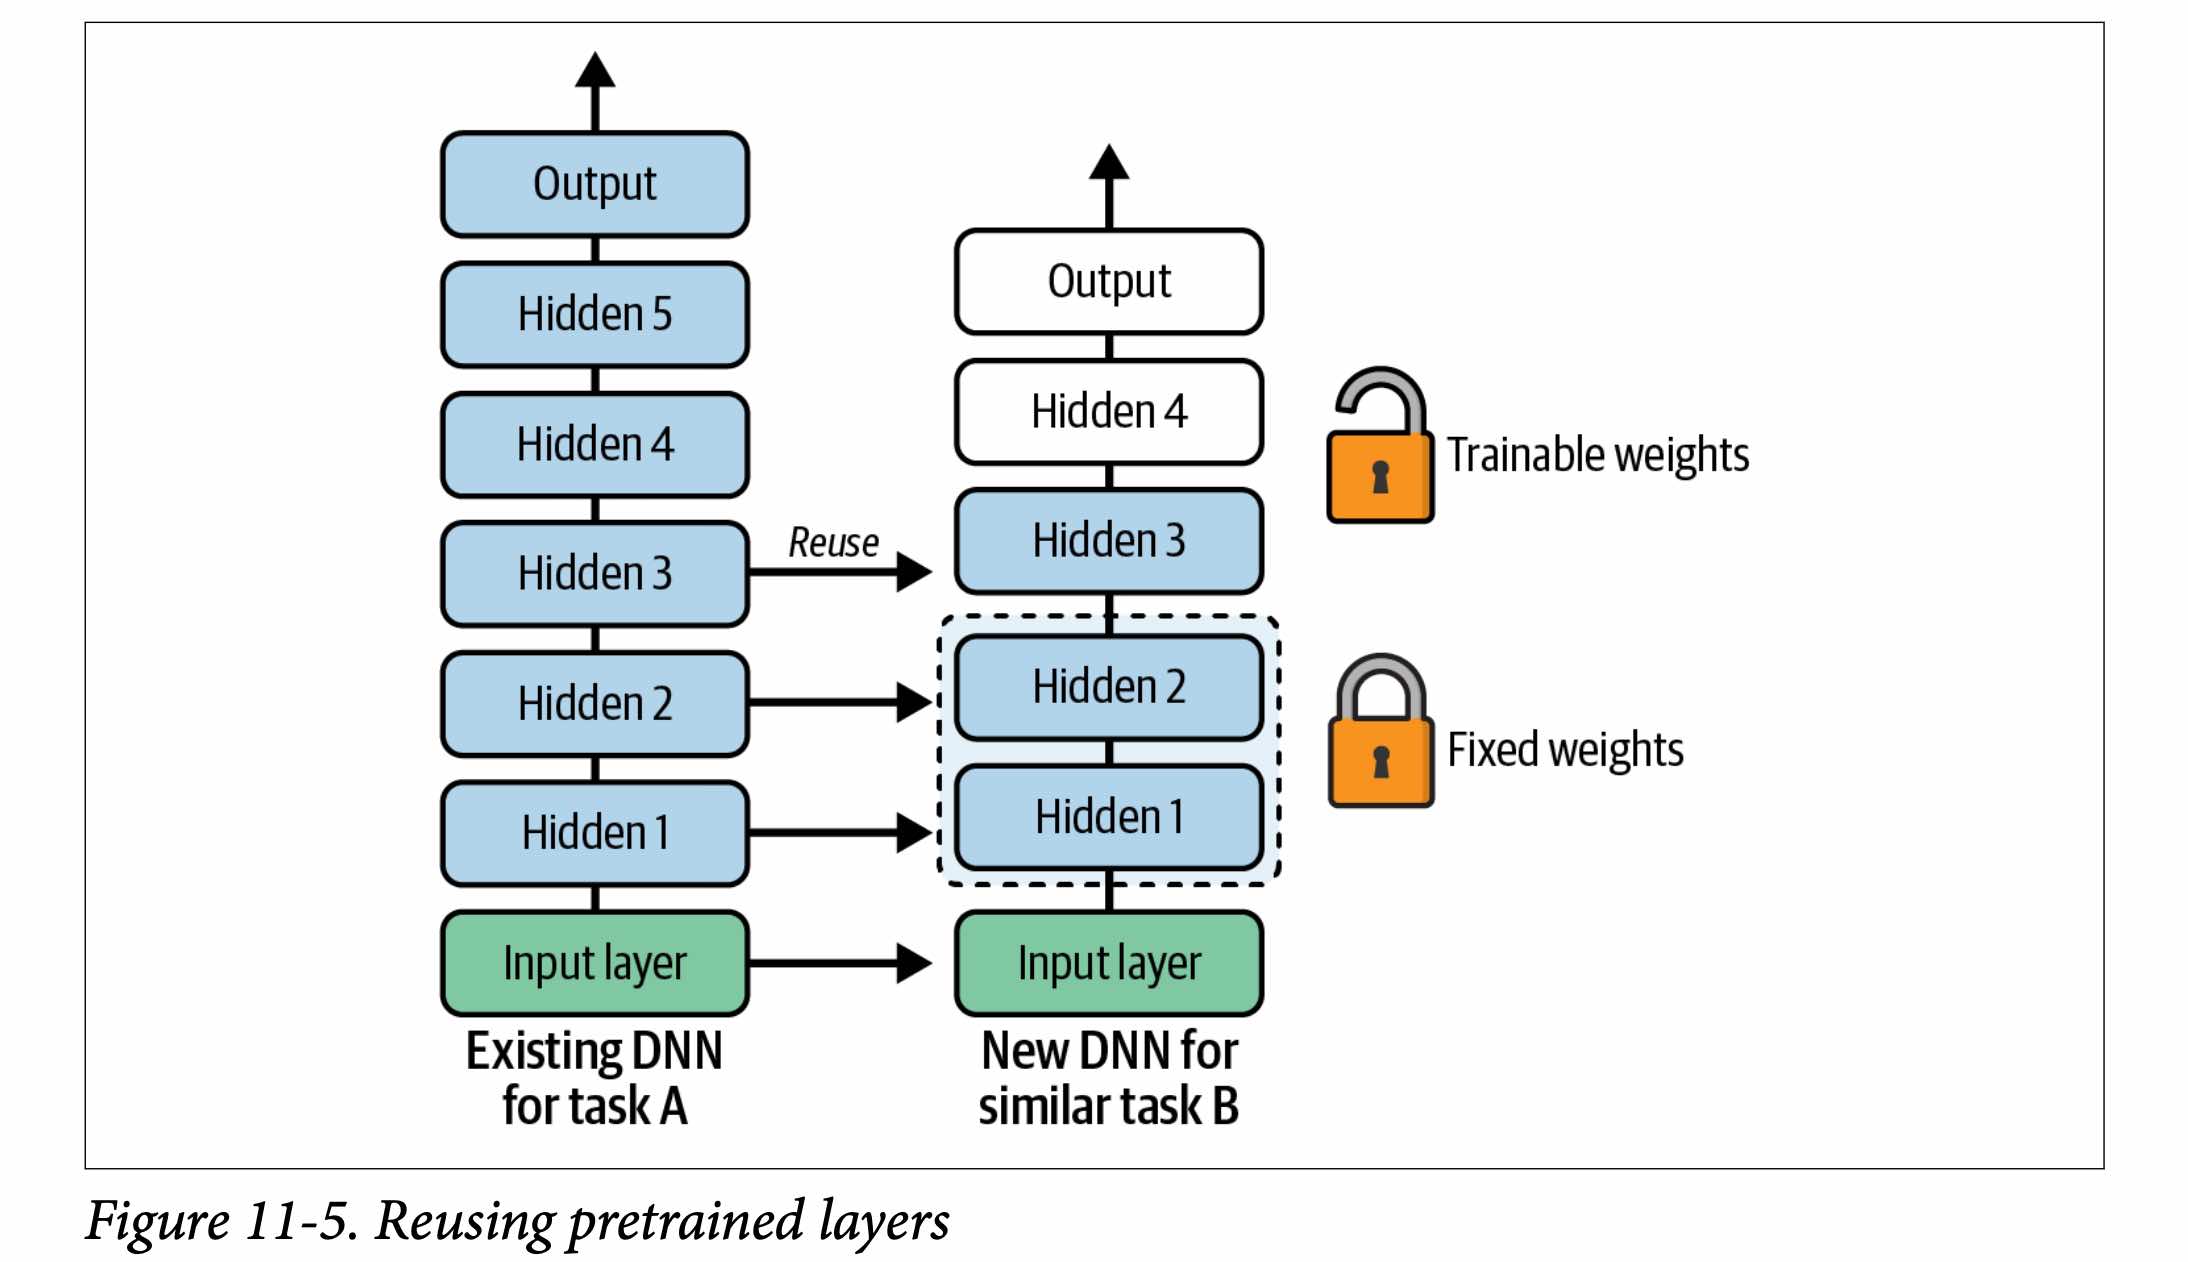 Output
Hidden 5
Hidden 4
Hidden 3
Hidden 2
Hidden 1
Input layer
Existing DNN
for task A
Reuse
Output
Hidden 4
Hidden 3
Hidden 2
Hidden 1
Input layer
New DNN for
similar task B
Trainable weights
Fixed weights
Figure 11-5. Reusing pretrained layers